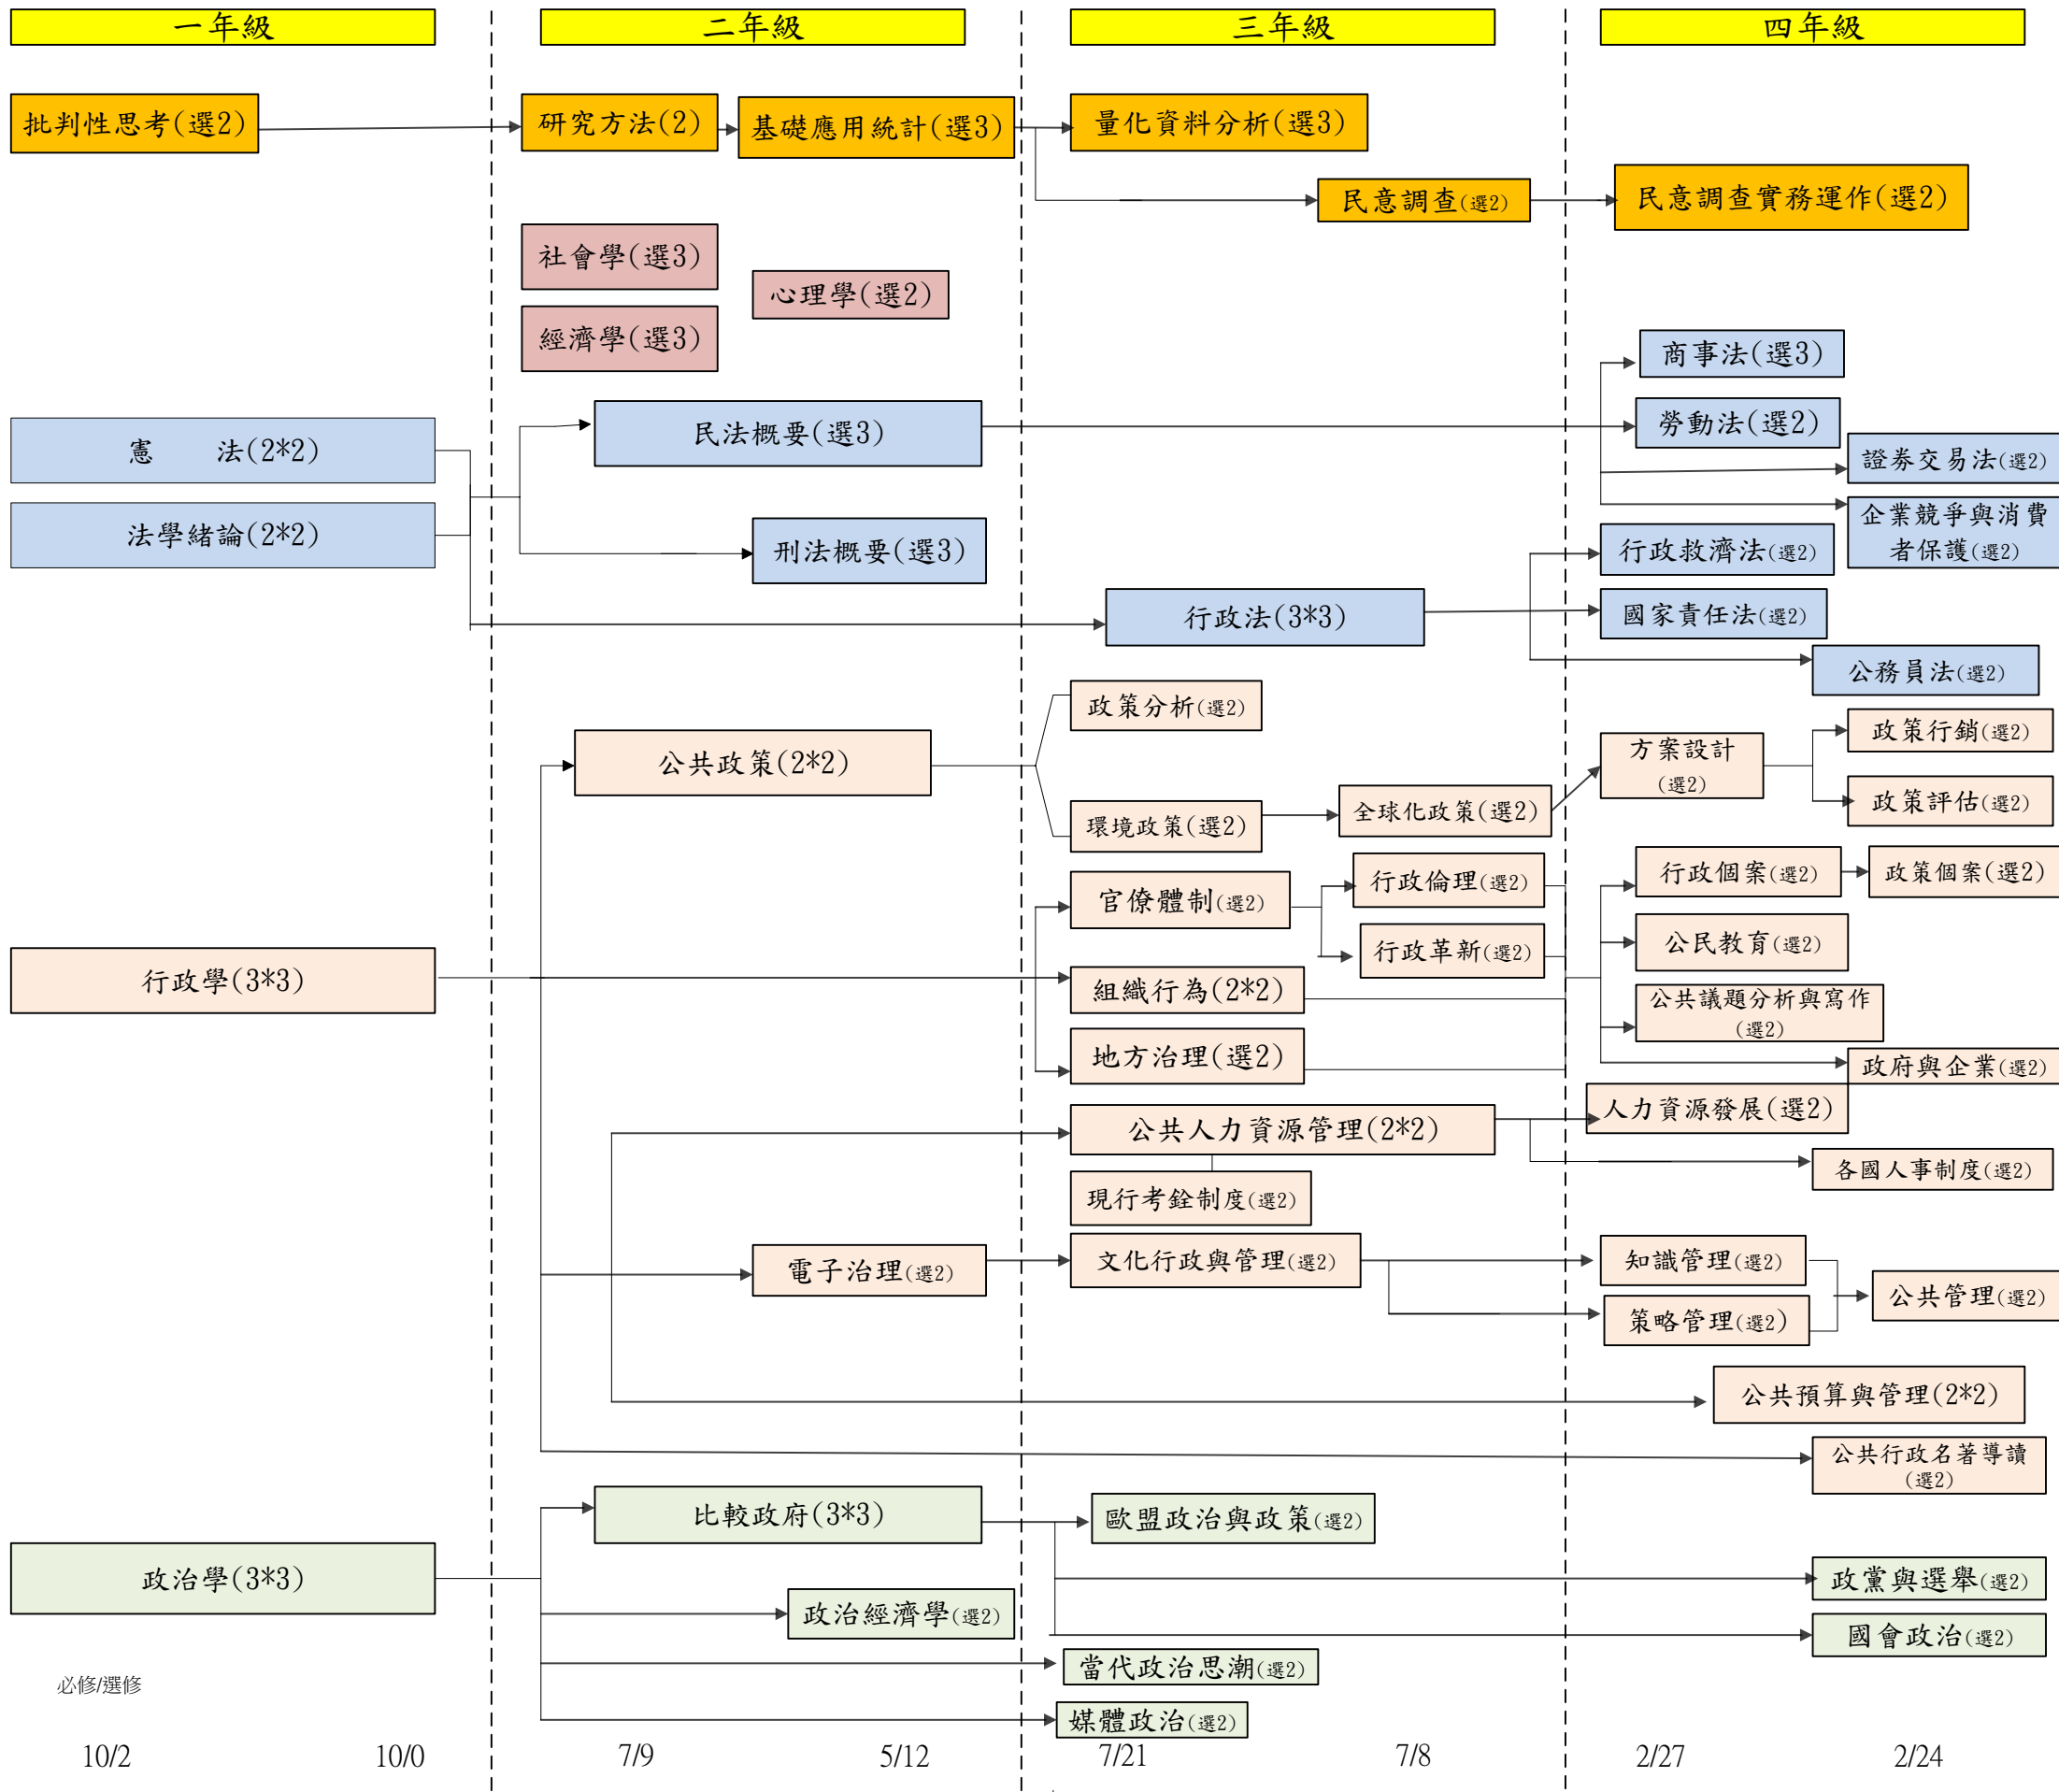 一年級
二年級
三年級
四年級
批判性思考(選2)
研究方法(2)
基礎應用統計(選3)
量化資料分析(選3)
民意調查(選2)
民意調查實務運作(選2)
社會學(選3)
心理學(選2)
經濟學(選3)
商事法(選3)
憲 法(2*2)
民法概要(選3)
勞動法(選2)
證券交易法(選2)
法學緒論(2*2)
刑法概要(選3)
行政救濟法(選2)
企業競爭與消費
者保護(選2)
行政法(3*3)
國家責任法(選2)
公務員法(選2)
政策分析(選2)
公共政策(2*2)
方案設計
(選2)
政策行銷(選2)
環境政策(選2)
全球化政策(選2)
政策評估(選2)
官僚體制(選2)
行政倫理(選2)
行政個案(選2)
政策個案(選2)
行政革新(選2)
公民教育(選2)
行政學(3*3)
組織行為(2*2)
公共議題分析與寫作
(選2)
地方治理(選2)
政府與企業(選2)
公共人力資源管理(2*2)
人力資源發展(選2)
現行考銓制度(選2)
各國人事制度(選2)
電子治理(選2)
文化行政與管理(選2)
知識管理(選2)
公共管理(選2)
策略管理(選2)
公共預算與管理(2*2)
公共行政名著導讀
(選2)
比較政府(3*3)
歐盟政治與政策(選2)
政治學(3*3)
政黨與選舉(選2)
政治經濟學(選2)
國會政治(選2)
當代政治思潮(選2)
必修/選修
媒體政治(選2)
10/2
10/0
7/9
5/12
7/21
7/8
2/27
2/24